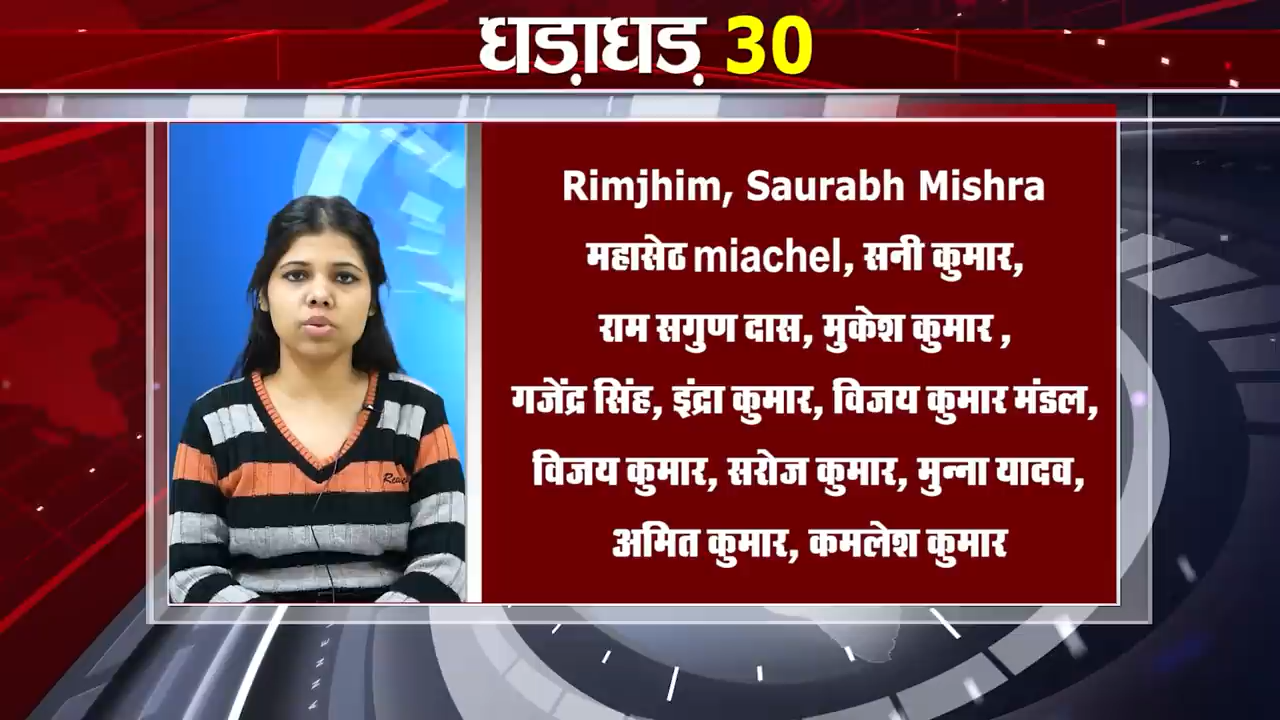 धड़ाधड़ 30
Rimjhim, Saurabh Mishra
महासेठ miachel, सनी कुमार,
राम सगुण दास, मुकेश कुमार ,
गजेंद्र सिंह, इंद्रा कुमार, विजय कुमार मंडल,
विजय कुमार, सरोज कुमार, मुन्ना यादव,
अमित कुमार, कमलेश कुमार